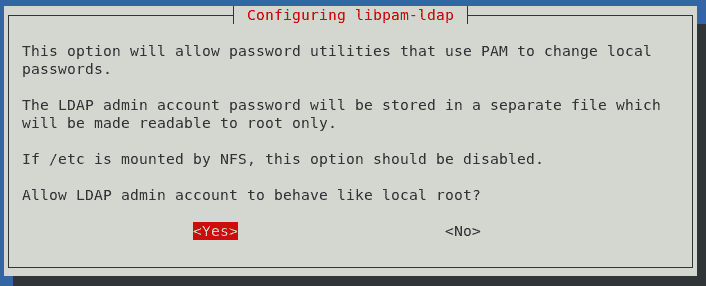 Configuring libpam-ldap
This option will allow password utilities that use PAM to change local
passwords.
The LDAP admin account password will be stored in a separate file which
will be made readable to root only.
If /etc is mounted by NFS, this option should be disabled.
Allow LDAP admin account to behave like local root?
<Yes> <No>